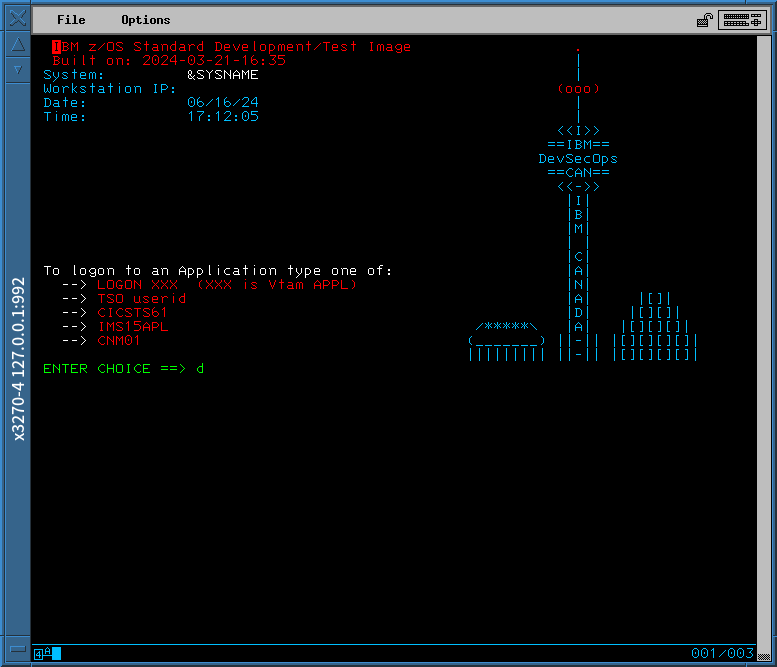 File Options
IBM z/OS Standard Development/Test Image
Built on: 2024-03-21-16:35
System: &SYSNAME
Workstation IP:
Date: 06/16/24
Time: 17:12:05
(ooo)
<<I>>
==IBM==
DevSecOps
==CAN==
<<->>
|I|
|B|
|M|
| |
|C|
|A|
|N|
|A|
|D|
|A|
To logon to an Application type one of:
--> LOGON XXX (XXX is Vtam APPL)
--> TSO userid
--> CICSTS61
--> IMS15APL
--> CNM01
/*****\
(_______)
||||||||| ||-||
|[]|
|[][]|
|[][][]|
|[][][][]|
|[][][][]|
ENTER CHOICE ==> d
x3270-4 127.0.0.1:992
4A
001/003